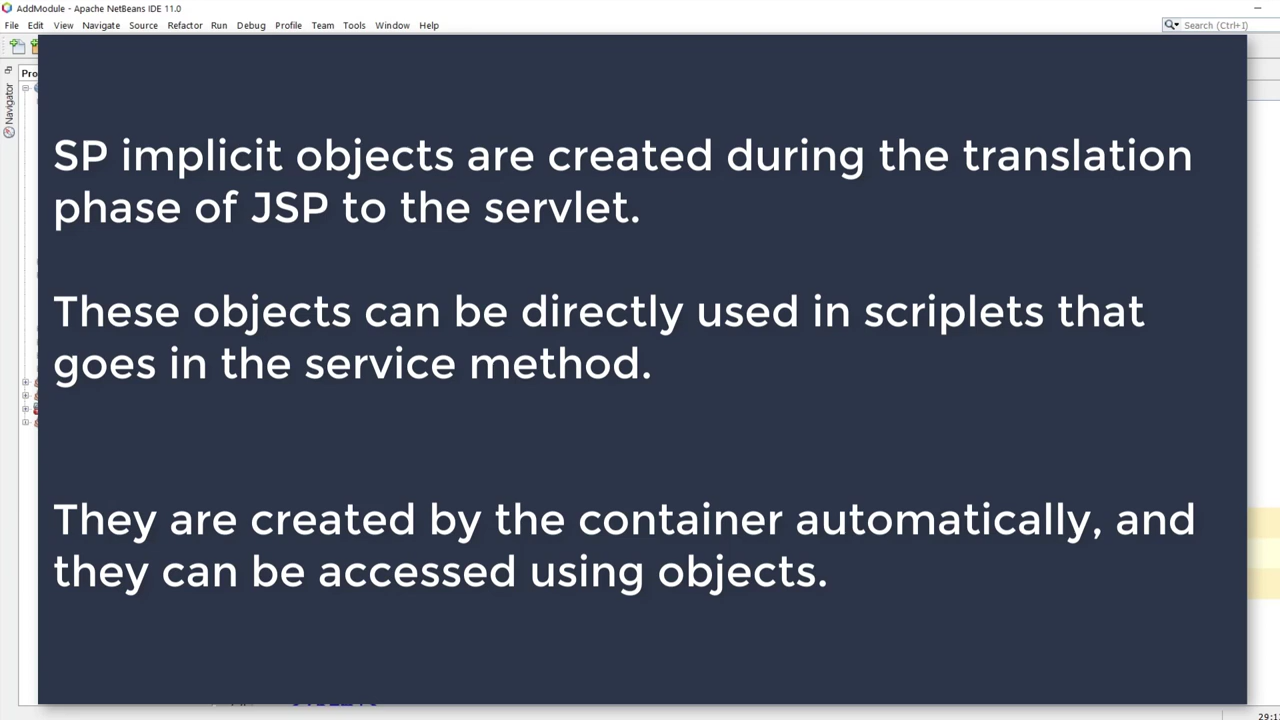 AddModule - Apache NetBeans IDE 11.0
File Edit View Navigate Source Refactor Run Debug Profile Team Tools Window Help
Search (Ctrl+I)
Pro
Navigator
SP implicit objects are created during the translation
phase of JSP to the servlet.
These objects can be directly used in scriplets that
goes in the service method.
They are created by the container automatically, and
they can be accessed using objects.